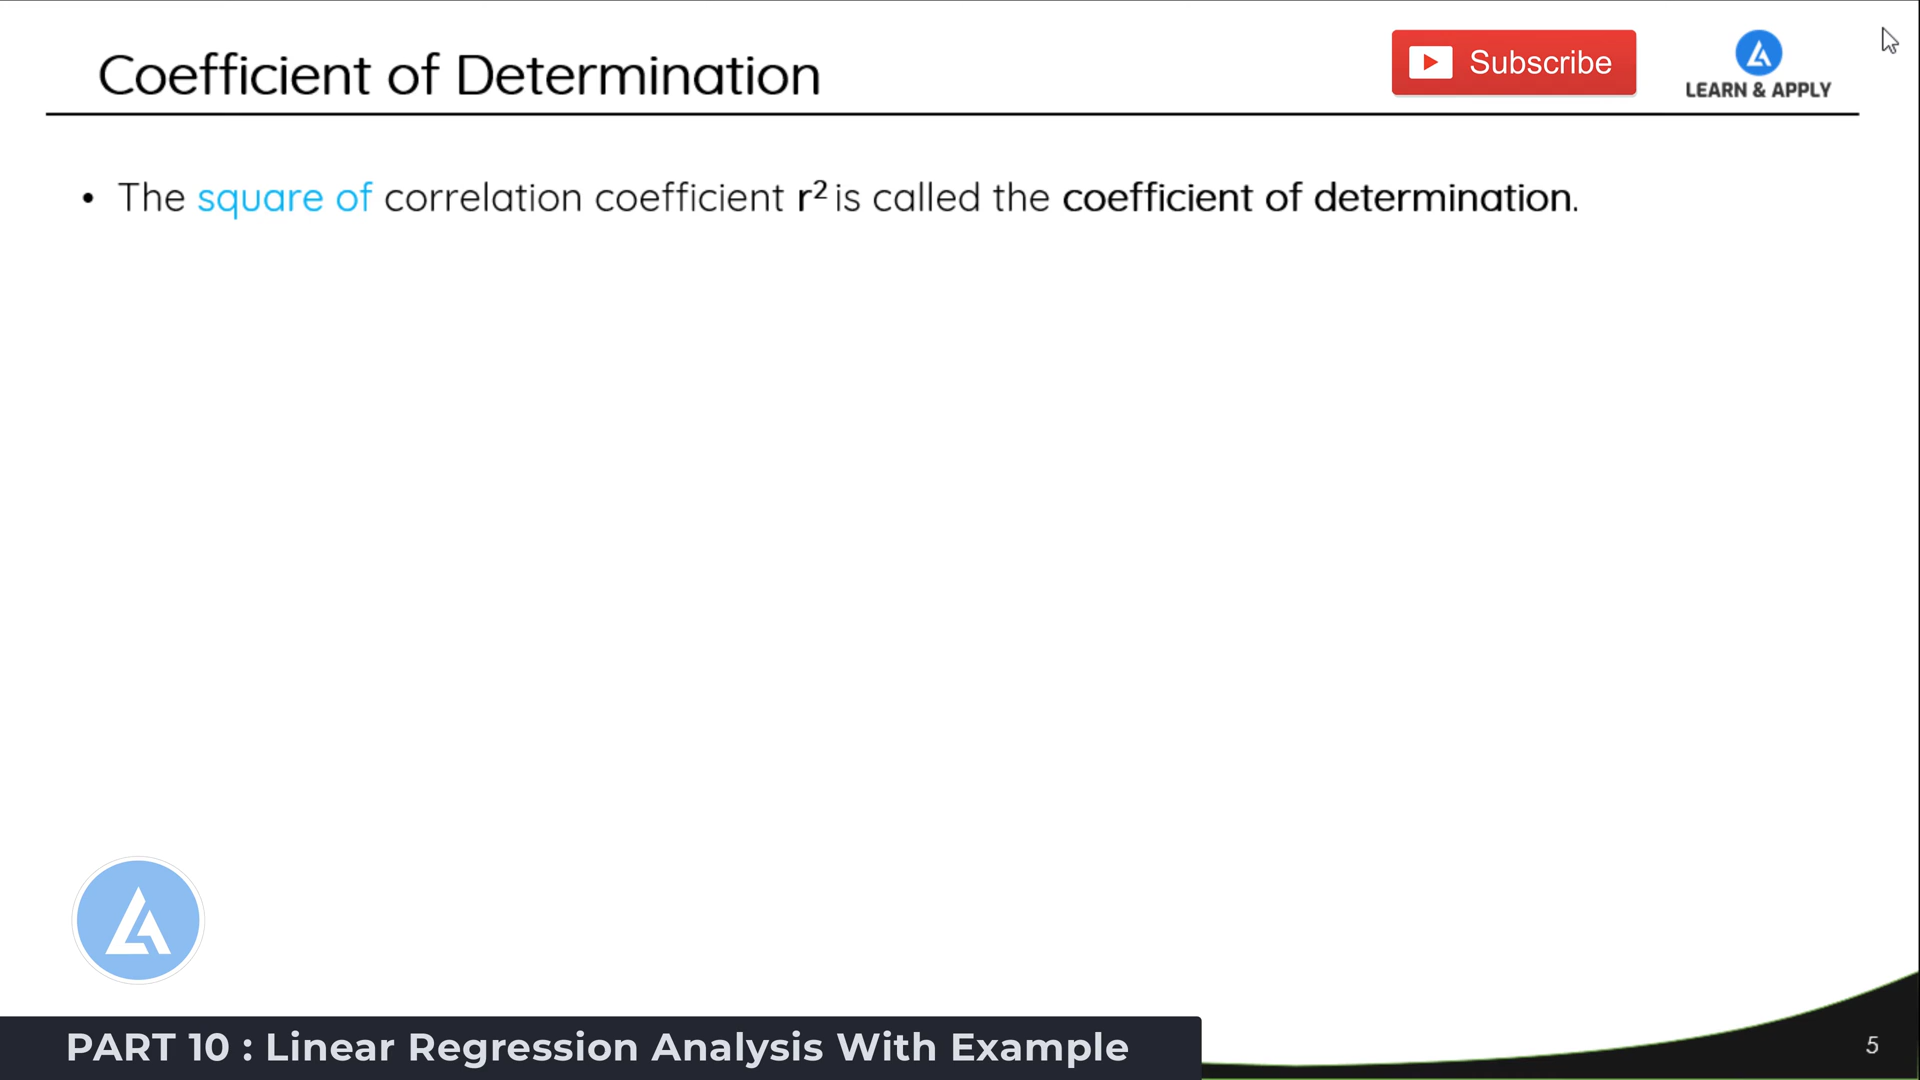 Coefficient of Determination
Subscribe
LEARN & APPLY
• The square of correlation coefficient r² is called the coefficient of determination.
PART 10 : Linear Regression Analysis With Example
5